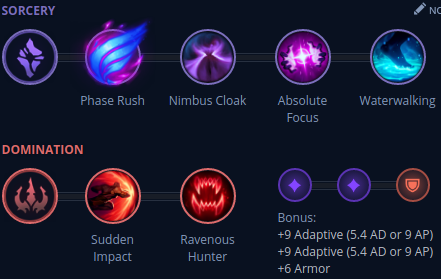 SORCERY
NO
Phase Rush
Nimbus Cloak
Absolute
Focus
Waterwalking
DOMINATION
Sudden
Impact
Ravenous
Hunter
Bonus:
+9 Adaptive (5.4 AD or 9 AP)
+9 Adaptive (5.4 AD or 9 AP)
+6 Armor